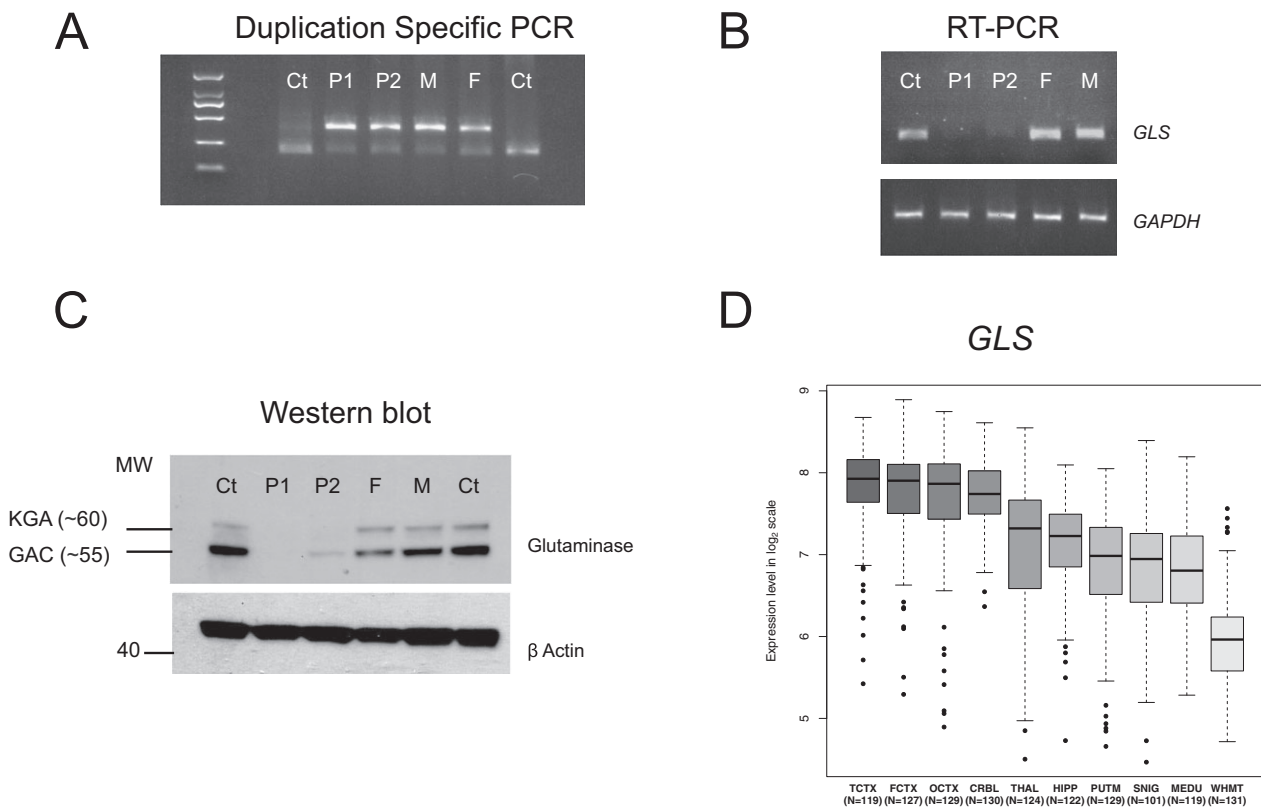 A
Duplication Specific PCR
Ct P1 P2 M F Ct
B
RT-PCR
Ct P1 P2 F M
GLS
GAPDH
C
Western blot
MW
Ct P1 P2 F M Ct
KGA (~60)
GAC (~55)
Glutaminase
40
β Actin
D
GLS
Expression level in log2 scale
9
8
7
6
5
TCTX FCTX OCTX CRBL THAL HIPP PUTM SNIG MEDU WHMT
(N=119) (N=127) (N=129) (N=130) (N=124) (N=122) (N=129) (N=101) (N=119) (N=131)